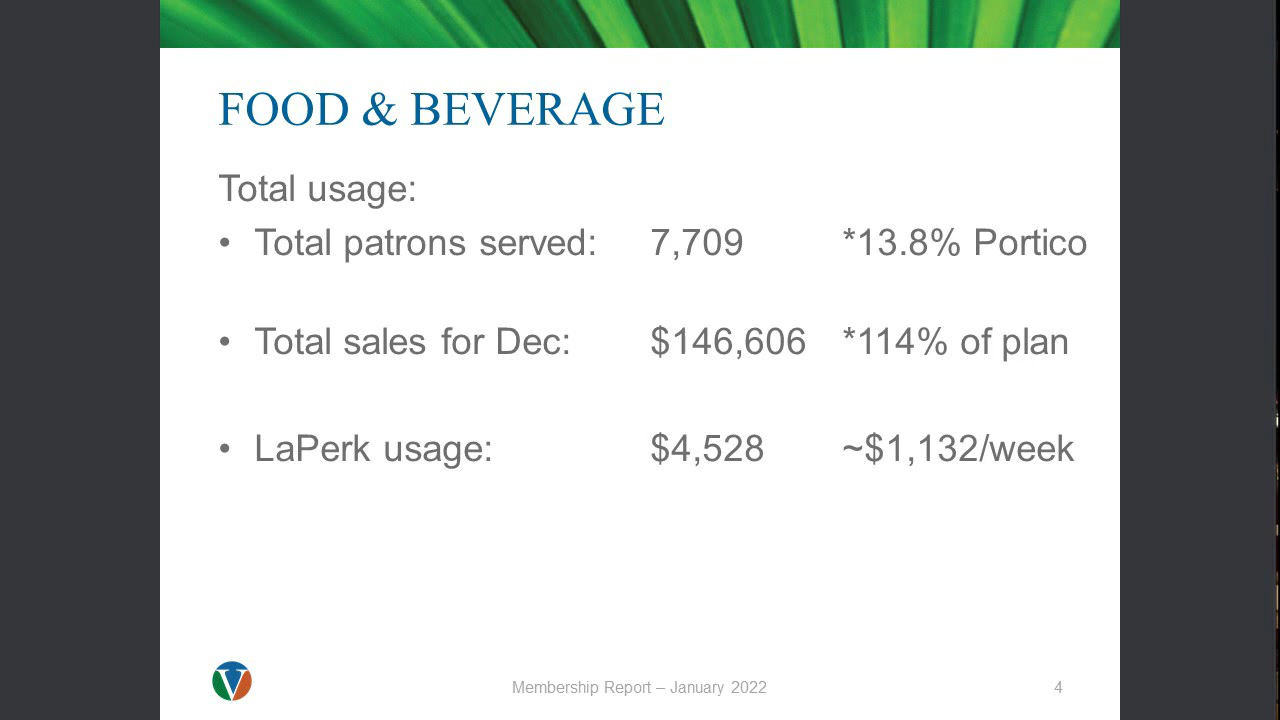 FOOD & BEVERAGE
Total usage:
• Total patrons served: 7,709 *13.8% Portico
• Total sales for Dec: $146,606 *114% of plan
• LaPerk usage: $4,528 ~$1,132/week
V
Membership Report – January 2022 4